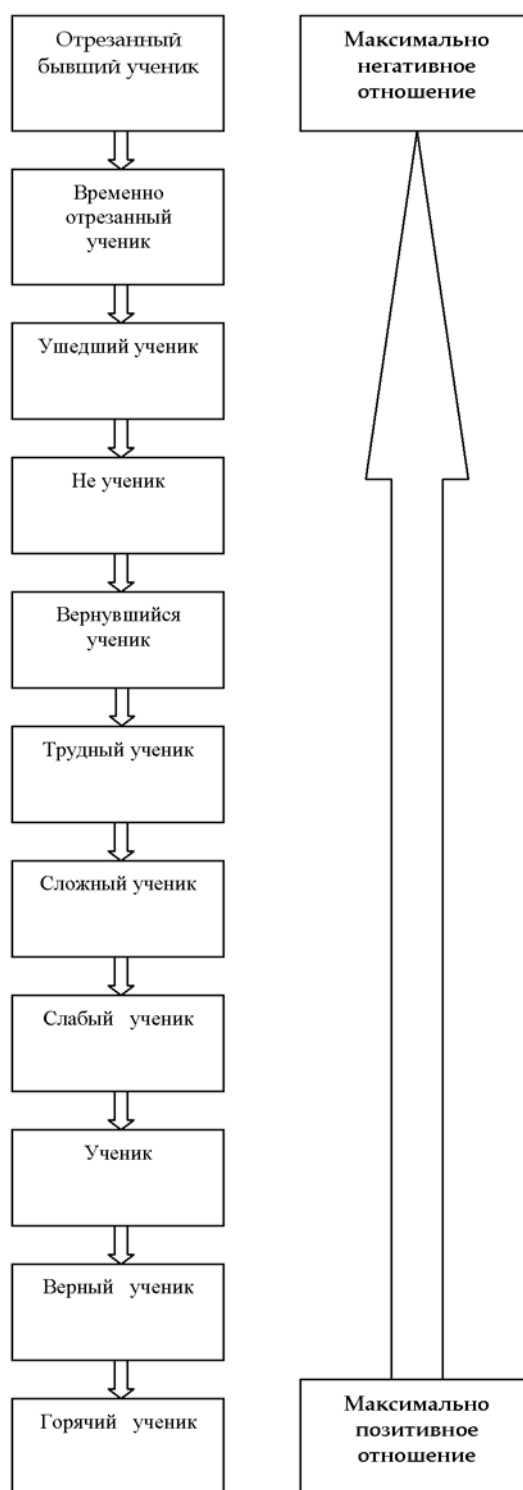 Отрезанный
бывший ученик
Максимально
негативное
отношение
Временно
отрезанный
ученик
Ушедший ученик
Не ученик
Вернувшийся
ученик
Трудный ученик
Сложный ученик
Слабый ученик
Ученик
Верный ученик
Горячий ученик
Максимально
позитивное
отношение